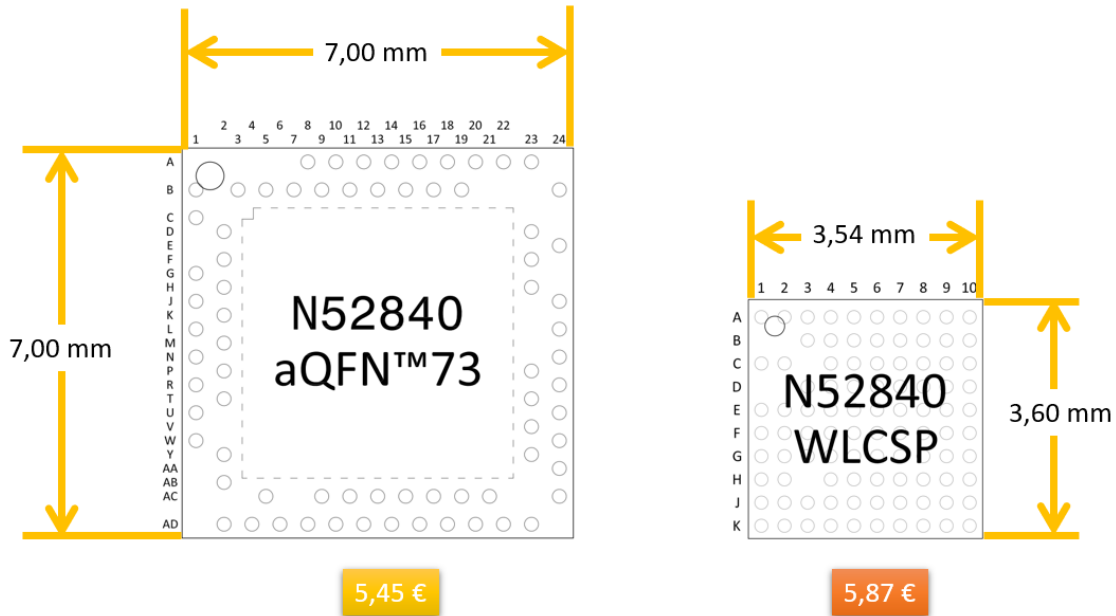 7,00 mm
2 4 6 8 10 12 14 16 18 20 22
1 3 5 7 9 11 13 15 17 19 21 23 24
A
B
C
D
E
F
G
H
J
K
L
M
N
P
R
T
U
V
W
Y
AA
AB
AC
AD
7,00 mm
N52840
aQFN™73
5,45 €
3,54 mm
1 2 3 4 5 6 7 8 9 10
A
B
C
D
E
F
G
H
J
K
N52840
WLCSP
3,60 mm
5,87 €